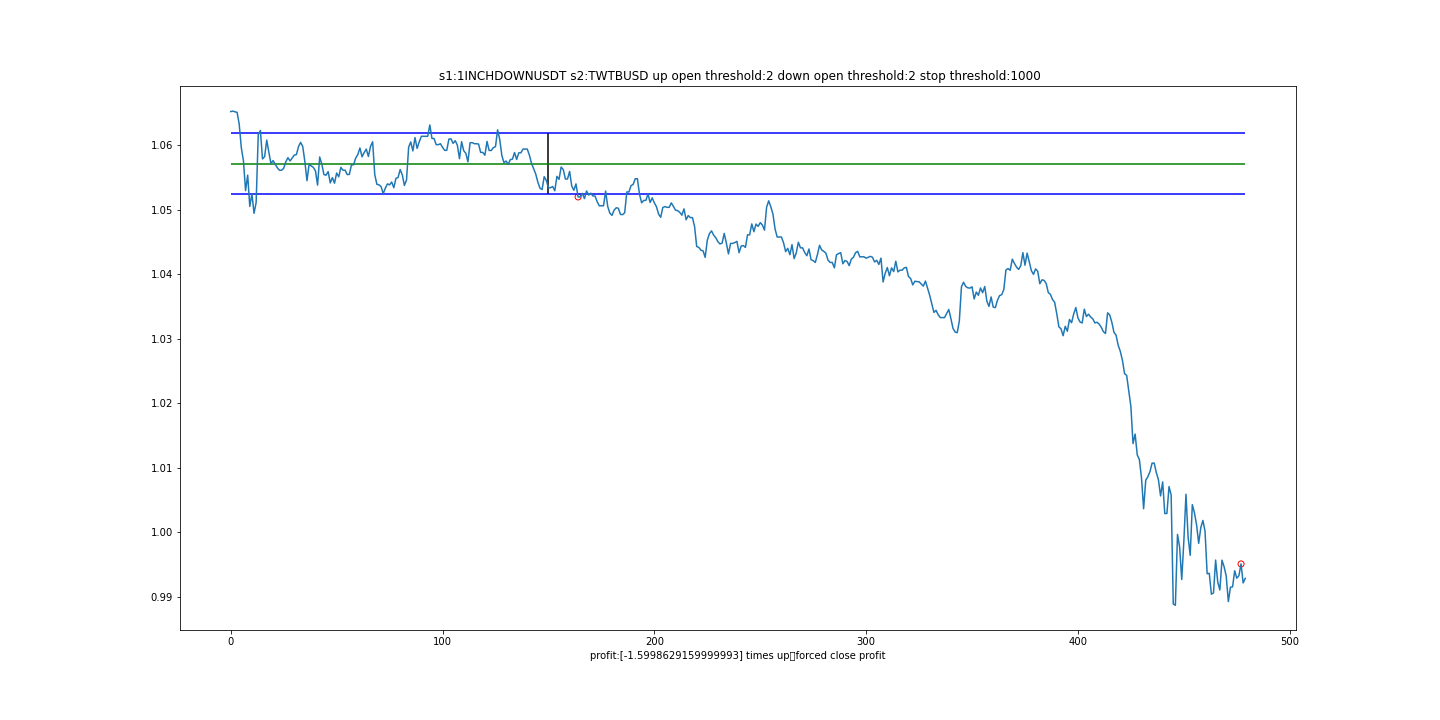 s1:1INCHDOWNUSDT s2:TWTBUSD up open threshold:2 down open threshold:2 stop threshold:1000
1.06
1.05
1.04
1.03
1.02
1.01
1.00
0.99
0 100 200 300 400 500
profit:[-1.5998629159999993] times up▯forced close profit